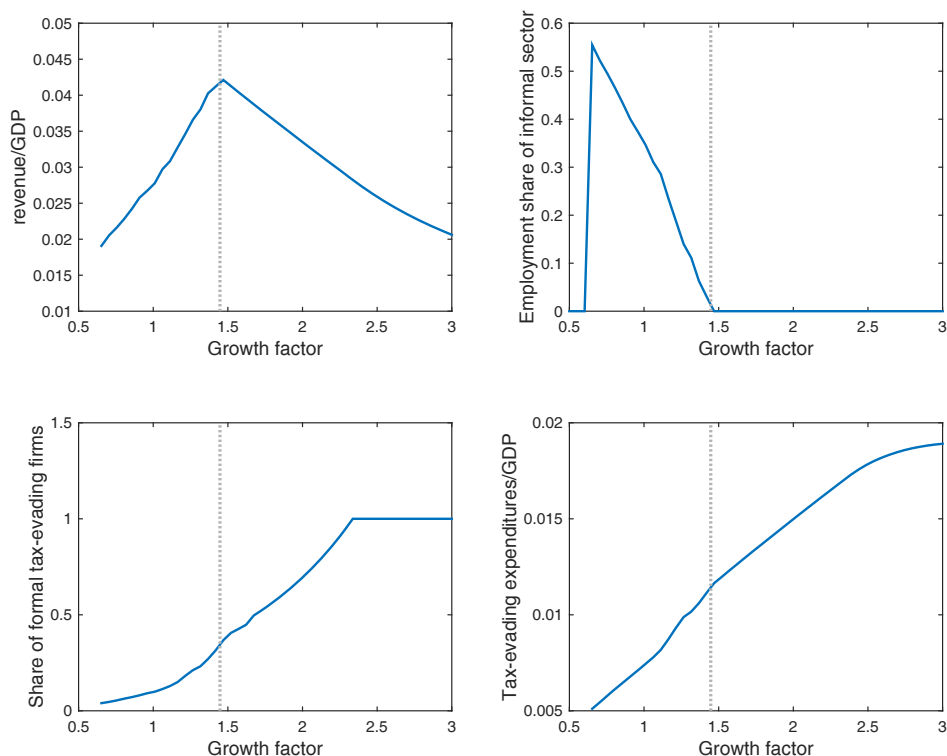 revenue/GDP
0.05
0.045
0.04
0.035
0.03
0.025
0.02
0.015
0.01
0.5 1 1.5 2 2.5 3
Growth factor
Employment share of informal sector
0.6
0.5
0.4
0.3
0.2
0.1
0
0.5 1 1.5 2 2.5 3
Growth factor
Share of formal tax-evading firms
1.5
1
0.5
0
0.5 1 1.5 2 2.5 3
Growth factor
Tax-evading expenditures/GDP
0.02
0.015
0.01
0.005
0.5 1 1.5 2 2.5 3
Growth factor